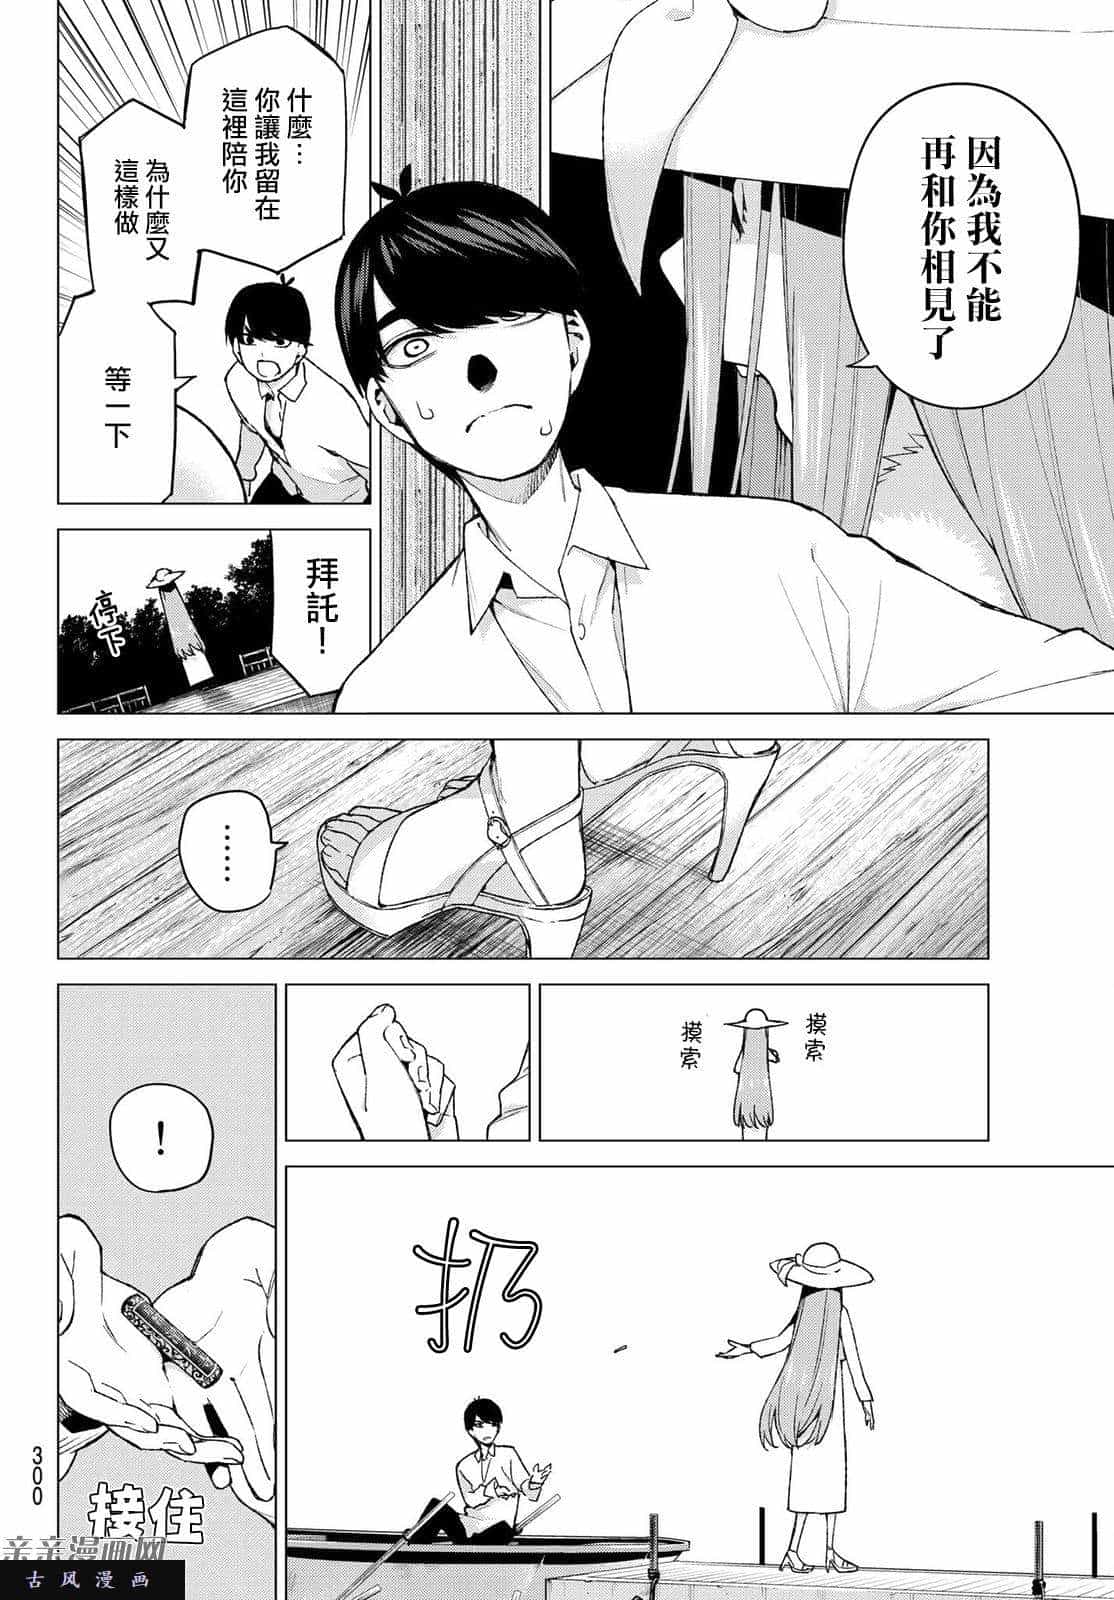 因為我不能
再和你相見了
什麼…
你讓我留在
這裡陪你
為什麼又
這樣做
等一下
拜託！
停下
……
摸索
摸索
！
接住
扔
300
亲亲漫画网
古风漫画